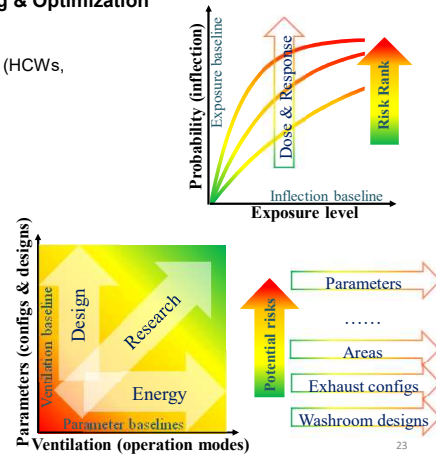 g & Optimization
(HCWs,
Probability (inflection)
Exposure baseline
Dose & Response
Risk Rank
Inflection baseline
Exposure level
Parameters (configs & designs)
Ventilation baseline
Design
Research
Energy
Parameter baselines
Ventilation (operation modes)
Potential risks
Parameters
......
Areas
Exhaust configs
Washroom designs
23